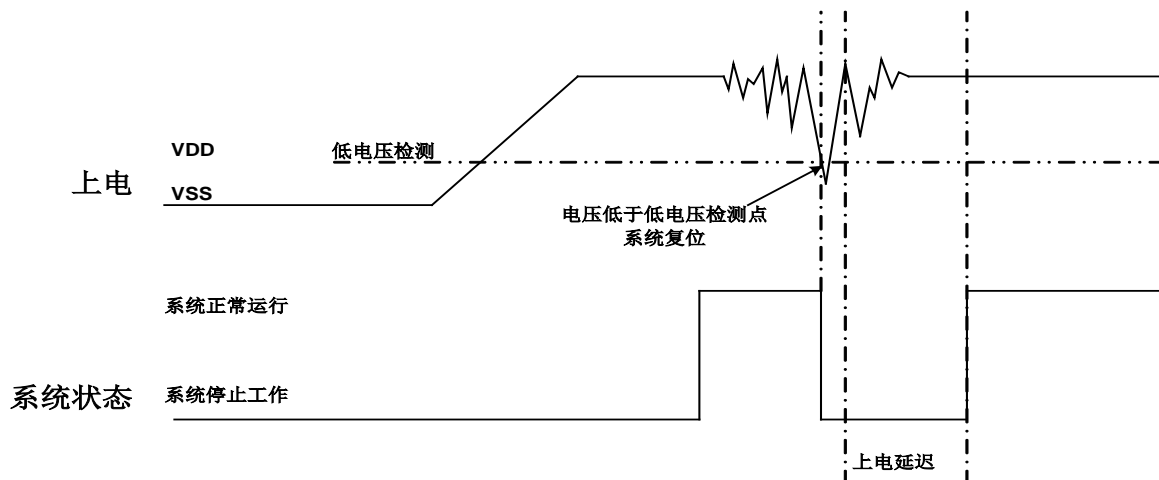 VDD
低电压检测
上电
VSS
电压低于低电压检测点
系统复位
系统正常运行
系统状态
系统停止工作
上电延迟